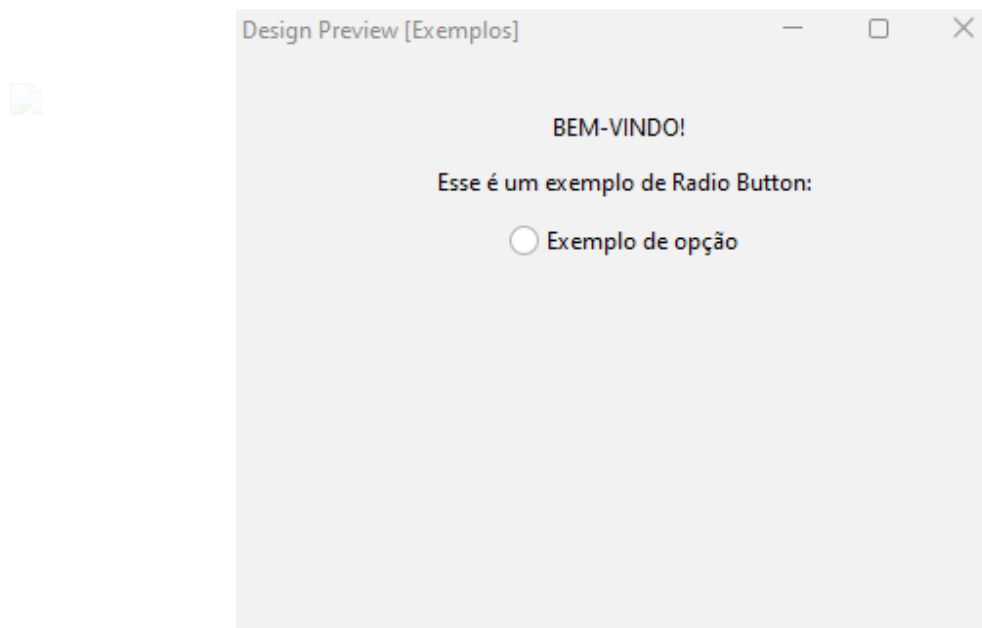 Design Preview [Exemplos]
BEM-VINDO!
Esse é um exemplo de Radio Button:
Exemplo de opção